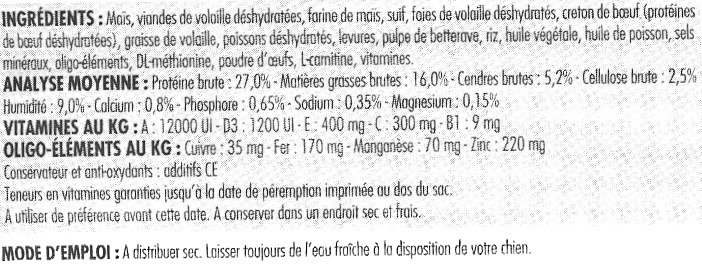 INGRÉDIENTS : Maïs, viandes de volaille déshydratées, farine de maïs, suif, foies de volaille déshydratés, creton de bœuf (protéines
de bœuf déshydratées), graisse de volaille, poissons déshydratés, levures, pulpe de betterave, riz, huile végétale, huile de poisson, sels
minéraux, oligo-éléments, DL-méthionine, poudre d'œufs, L-carnitine, vitamines.
ANALYSE MOYENNE : Protéine brute : 27,0% - Matières grasses brutes : 16,0% - Cendres brutes : 5,2% - Cellulose brute : 2,5%
Humidité : 9,0% - Calcium : 0,8% - Phosphore : 0,65% - Sodium : 0,35% - Magnesium : 0,15%
VITAMINES AU KG : A : 12000 UI - D3 : 1200 UI - E : 400 mg - C : 300 mg - B1 : 9 mg
OLIGO-ÉLÉMENTS AU KG : Cuivre : 35 mg - Fer : 170 mg - Manganèse : 70 mg - Zinc : 220 mg
Conservateur et anti-oxydants : additifs CE
Teneurs en vitamines garanties jusqu'à la date de péremption imprimée au dos du sac.
A utiliser de préférence avant cette date. A conserver dans un endroit sec et frais.
MODE D'EMPLOI : A distribuer sec. Laisser toujours de l'eau fraîche à la disposition de votre chien.